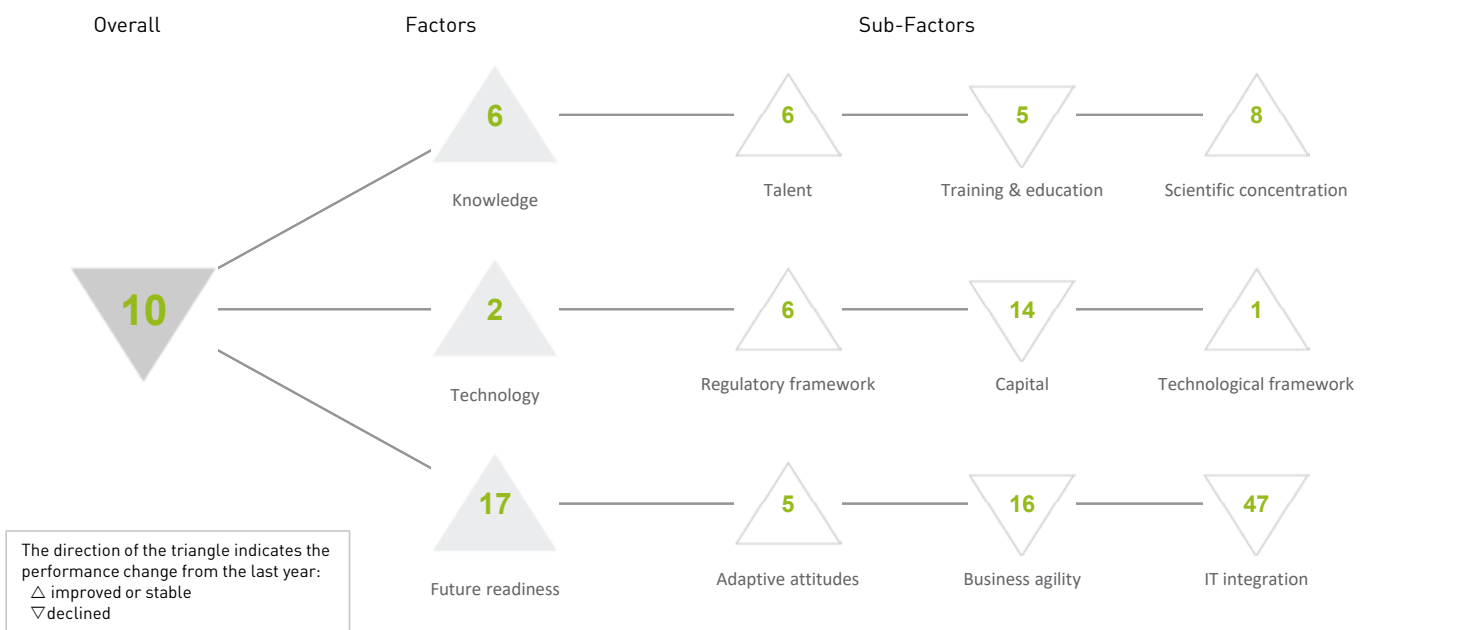 Overall
Factors
Sub-Factors
6
6
5
8
Knowledge
Talent
Training & education
Scientific concentration
10
2
6
14
1
Technology
Regulatory framework
Capital
Technological framework
17
5
16
47
Future readiness
Adaptive attitudes
Business agility
IT integration
The direction of the triangle indicates the
performance change from the last year:
△ improved or stable
▽ declined